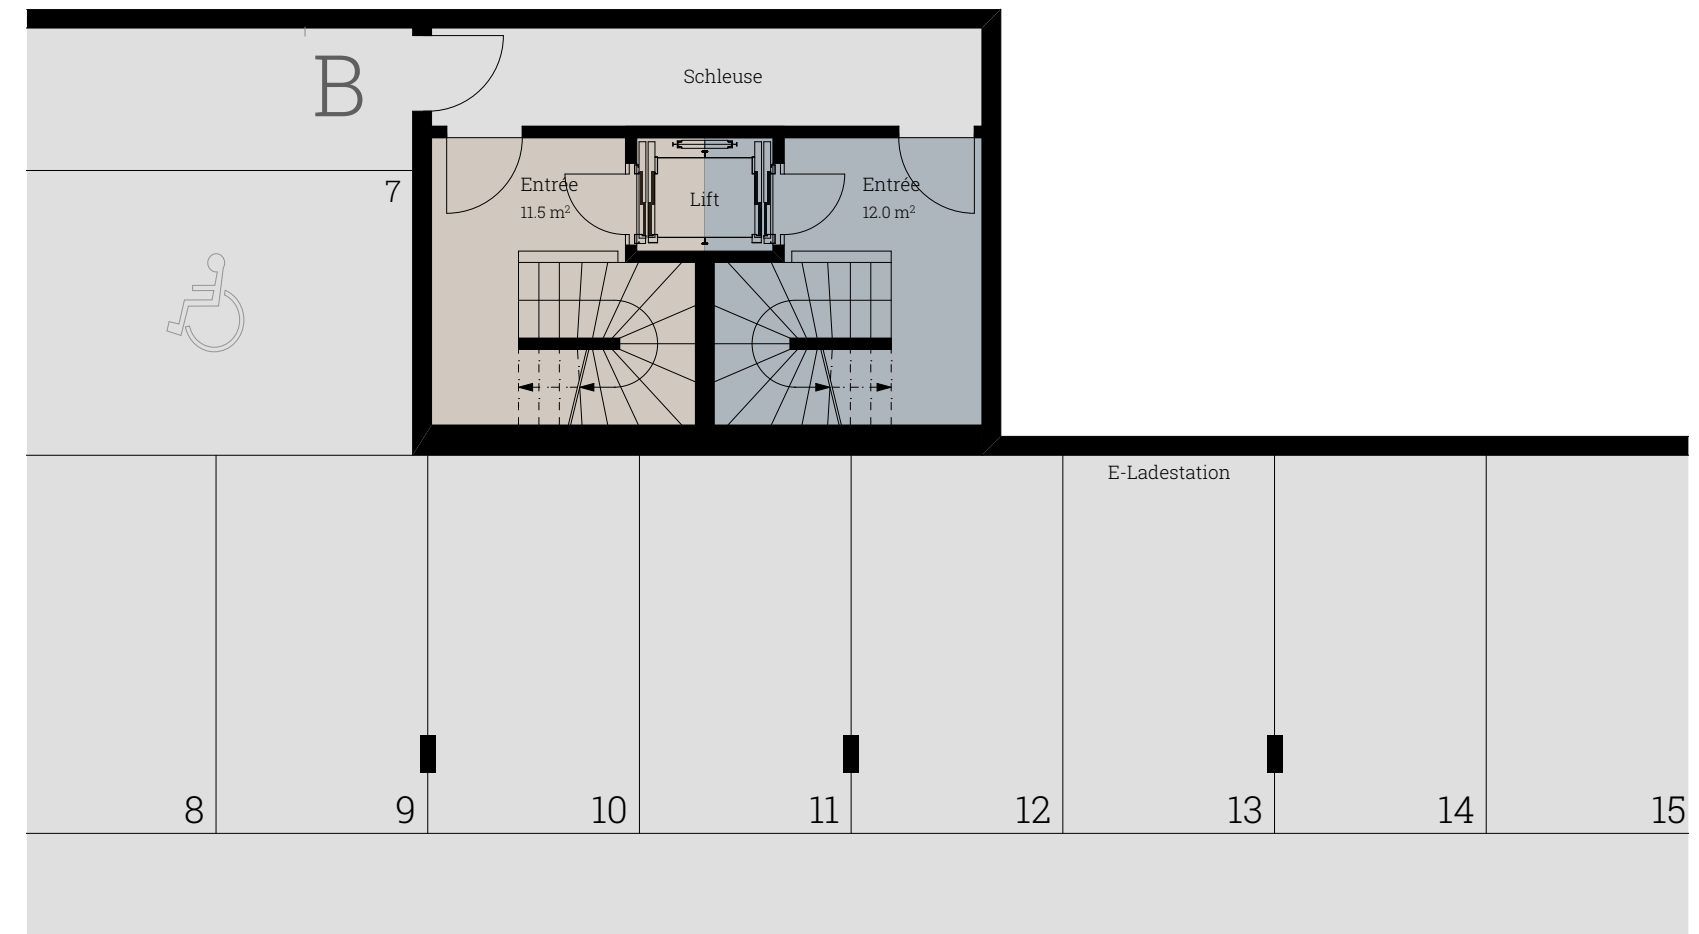 B
Schleuse
7
Entrée
11.5 m²
Lift
Entrée
12.0 m²
E-Ladestation
8
9
10
11
12
13
14
15